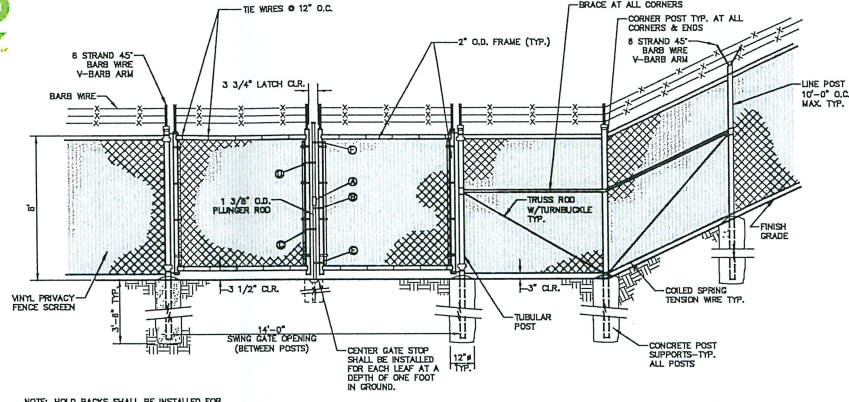 TIE WIRES @ 12" O.C.
BRACE AT ALL CORNERS
CORNER POST TYP. AT ALL
CORNERS & ENDS
6 STRAND 45°
BARB WIRE
V-BARB ARM
2" O.D. FRAME (TYP.)
6 STRAND 45°
BARB WIRE
V-BARB ARM
3 3/4" LATCH CLR.
BARB WIRE
LINE POST
10'-0" O.C.
MAX. TYP.
8'
A
B
1 3/8" O.D.
PLUNGER ROD
TRUSS ROD
W/TURNBUCKLE
TYP.
FINISH
GRADE
VINYL PRIVACY
FENCE SCREEN
3'-6" TYP.
3 1/2" CLR.
3" CLR.
COILED SPRING
TENSION WIRE TYP.
TUBULAR
POST
14'-0"
SWING GATE OPENING
(BETWEEN POSTS)
CENTER GATE STOP
SHALL BE INSTALLED
FOR EACH LEAF AT A
DEPTH OF ONE FOOT
IN GROUND.
12"ø
TYP.
CONCRETE POST
SUPPORTS-TYP.
ALL POSTS
NOTE: HOLD BACKS SHALL BE INSTALLED FOR